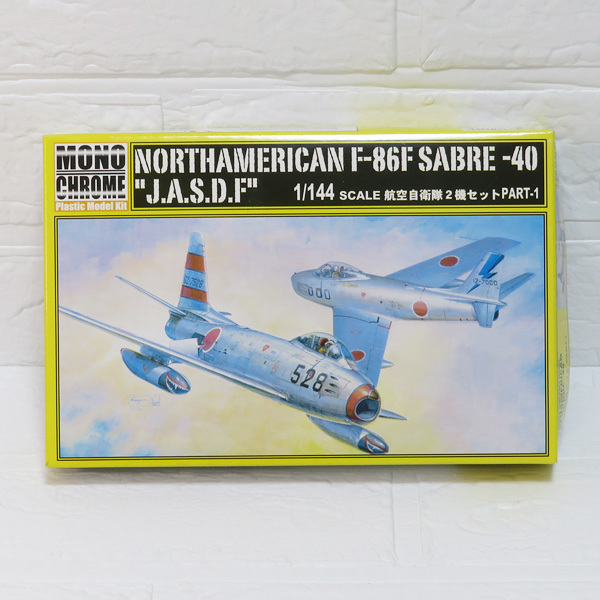 MONO
CHROME
Plastic Model Kit
NORTHAMERICAN F-86F SABRE -40
"J.A.S.D.F" 1/144 SCALE 航空自衛隊2機セットPART-1
528